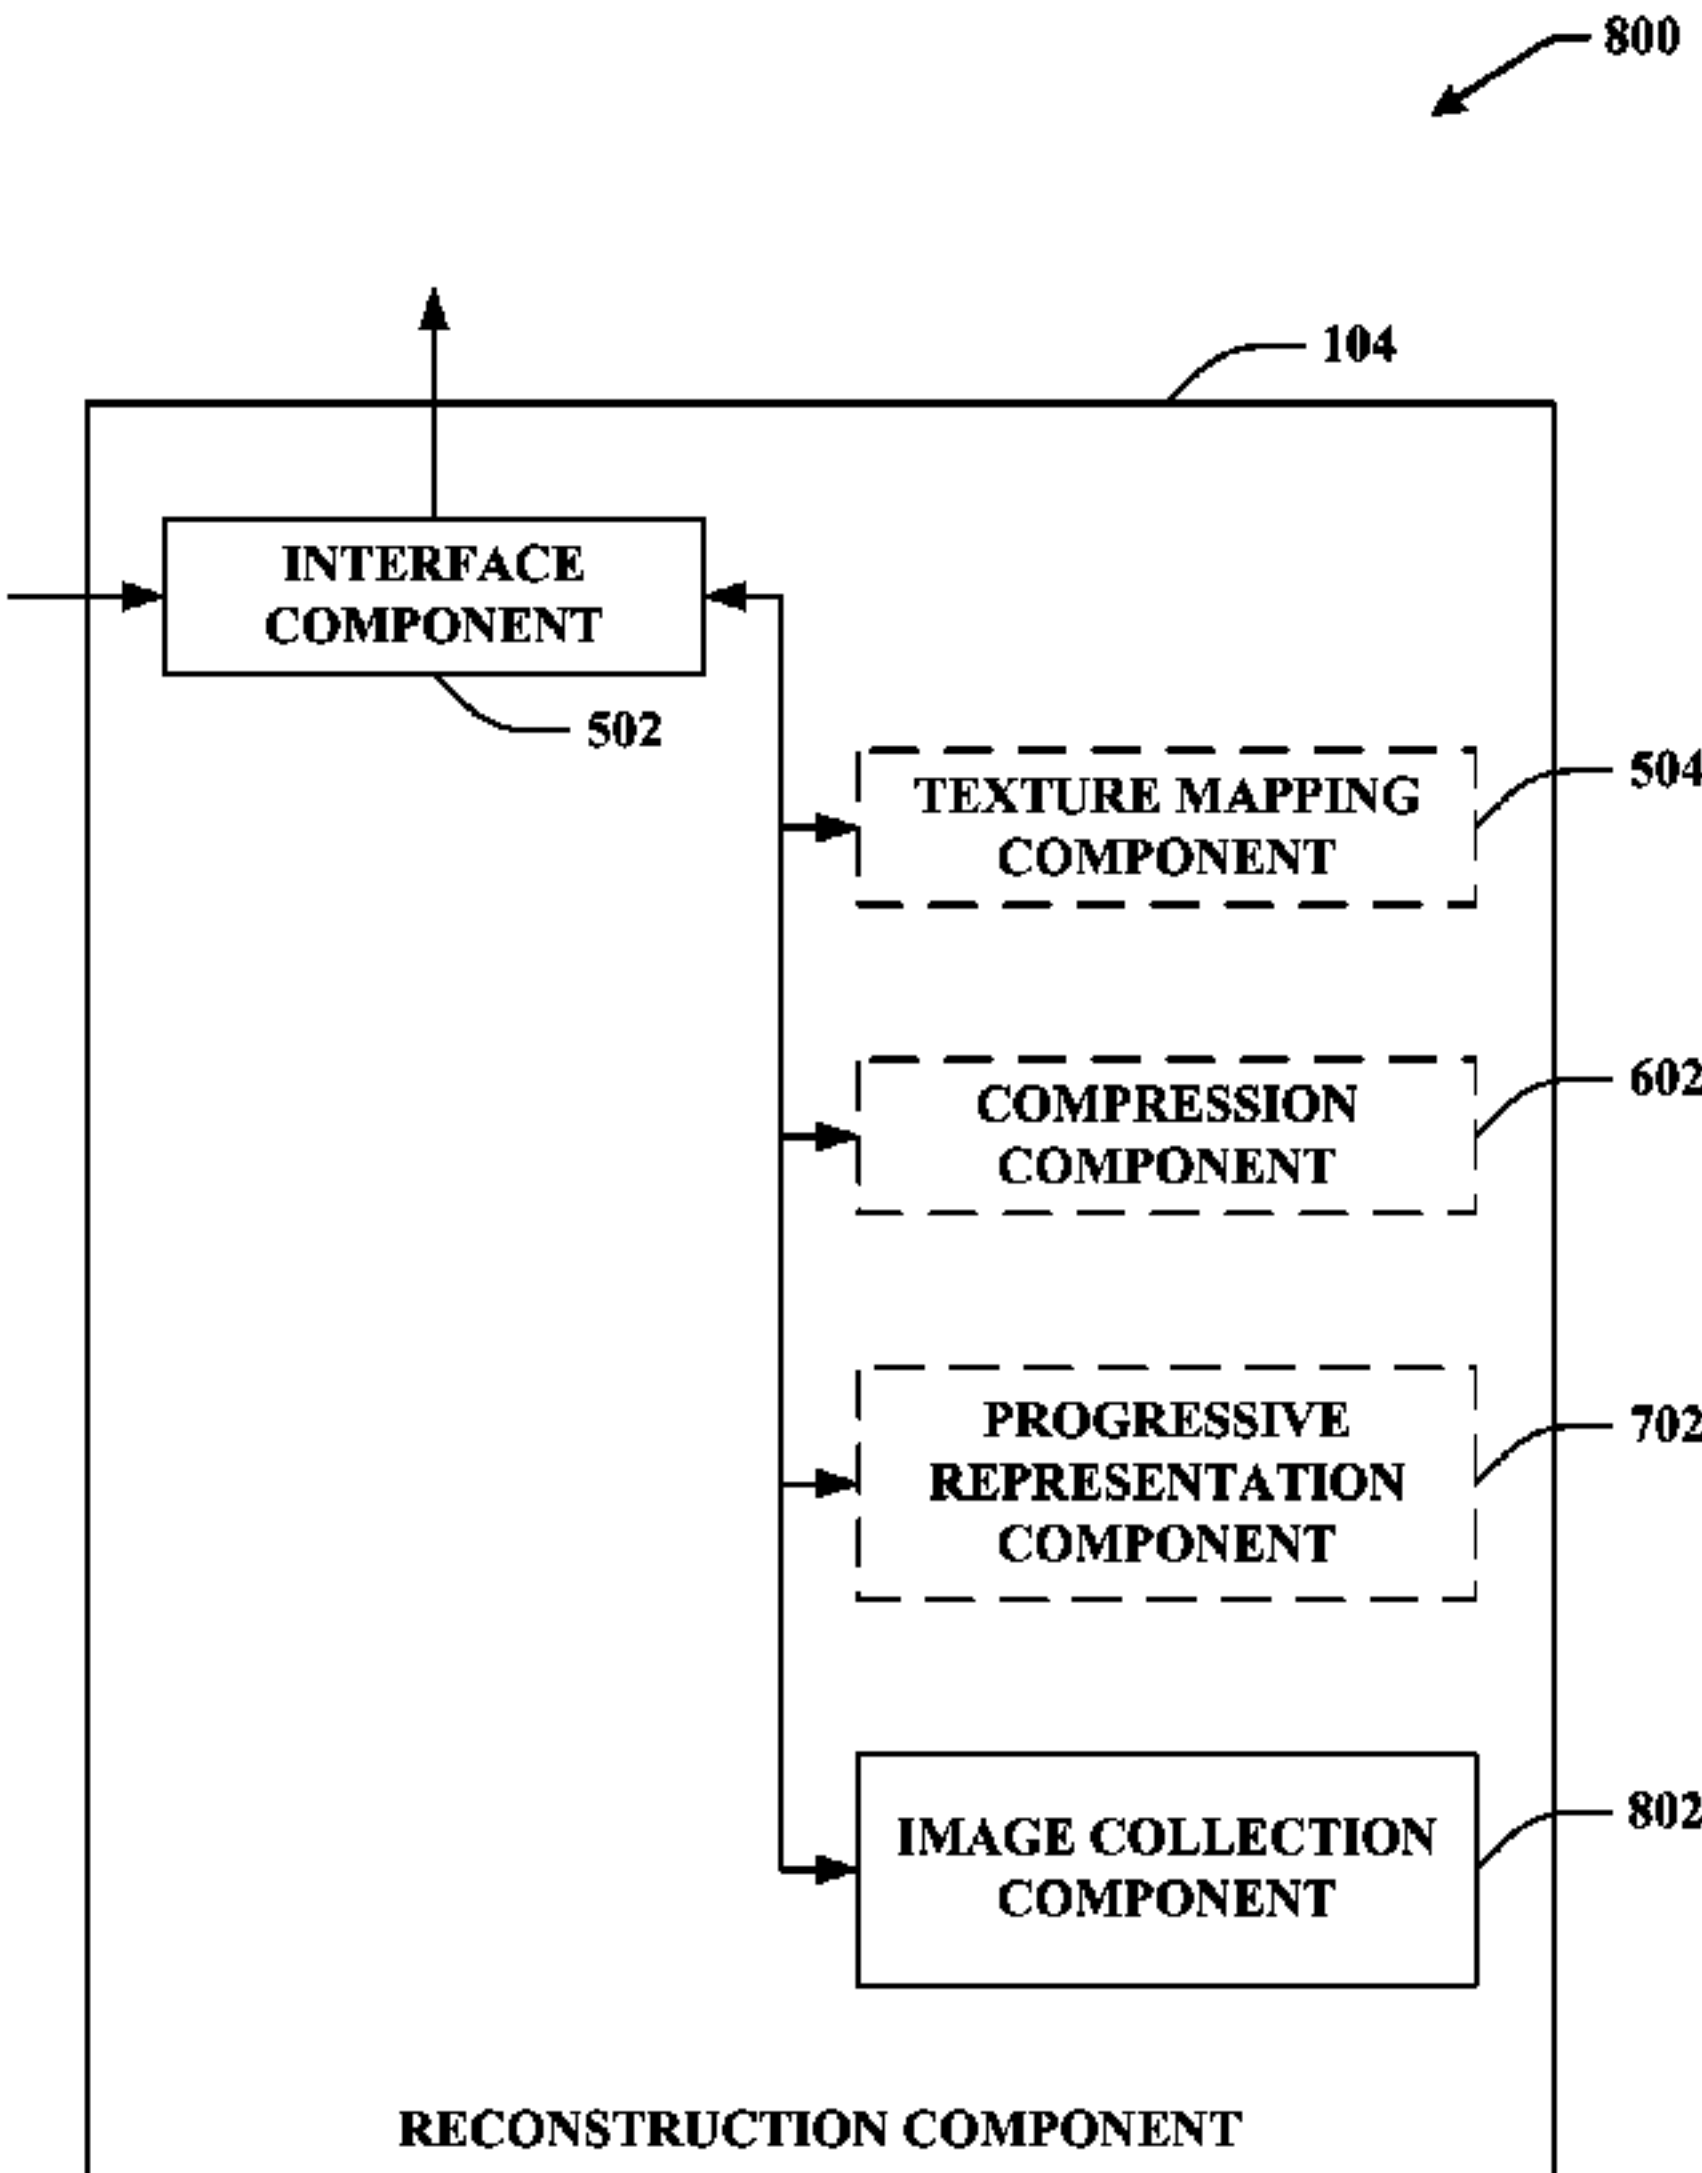 800
104
INTERFACE
COMPONENT
502
TEXTURE MAPPING
COMPONENT
504
COMPRESSION
COMPONENT
602
PROGRESSIVE
REPRESENTATION
COMPONENT
702
IMAGE COLLECTION
COMPONENT
802
RECONSTRUCTION COMPONENT